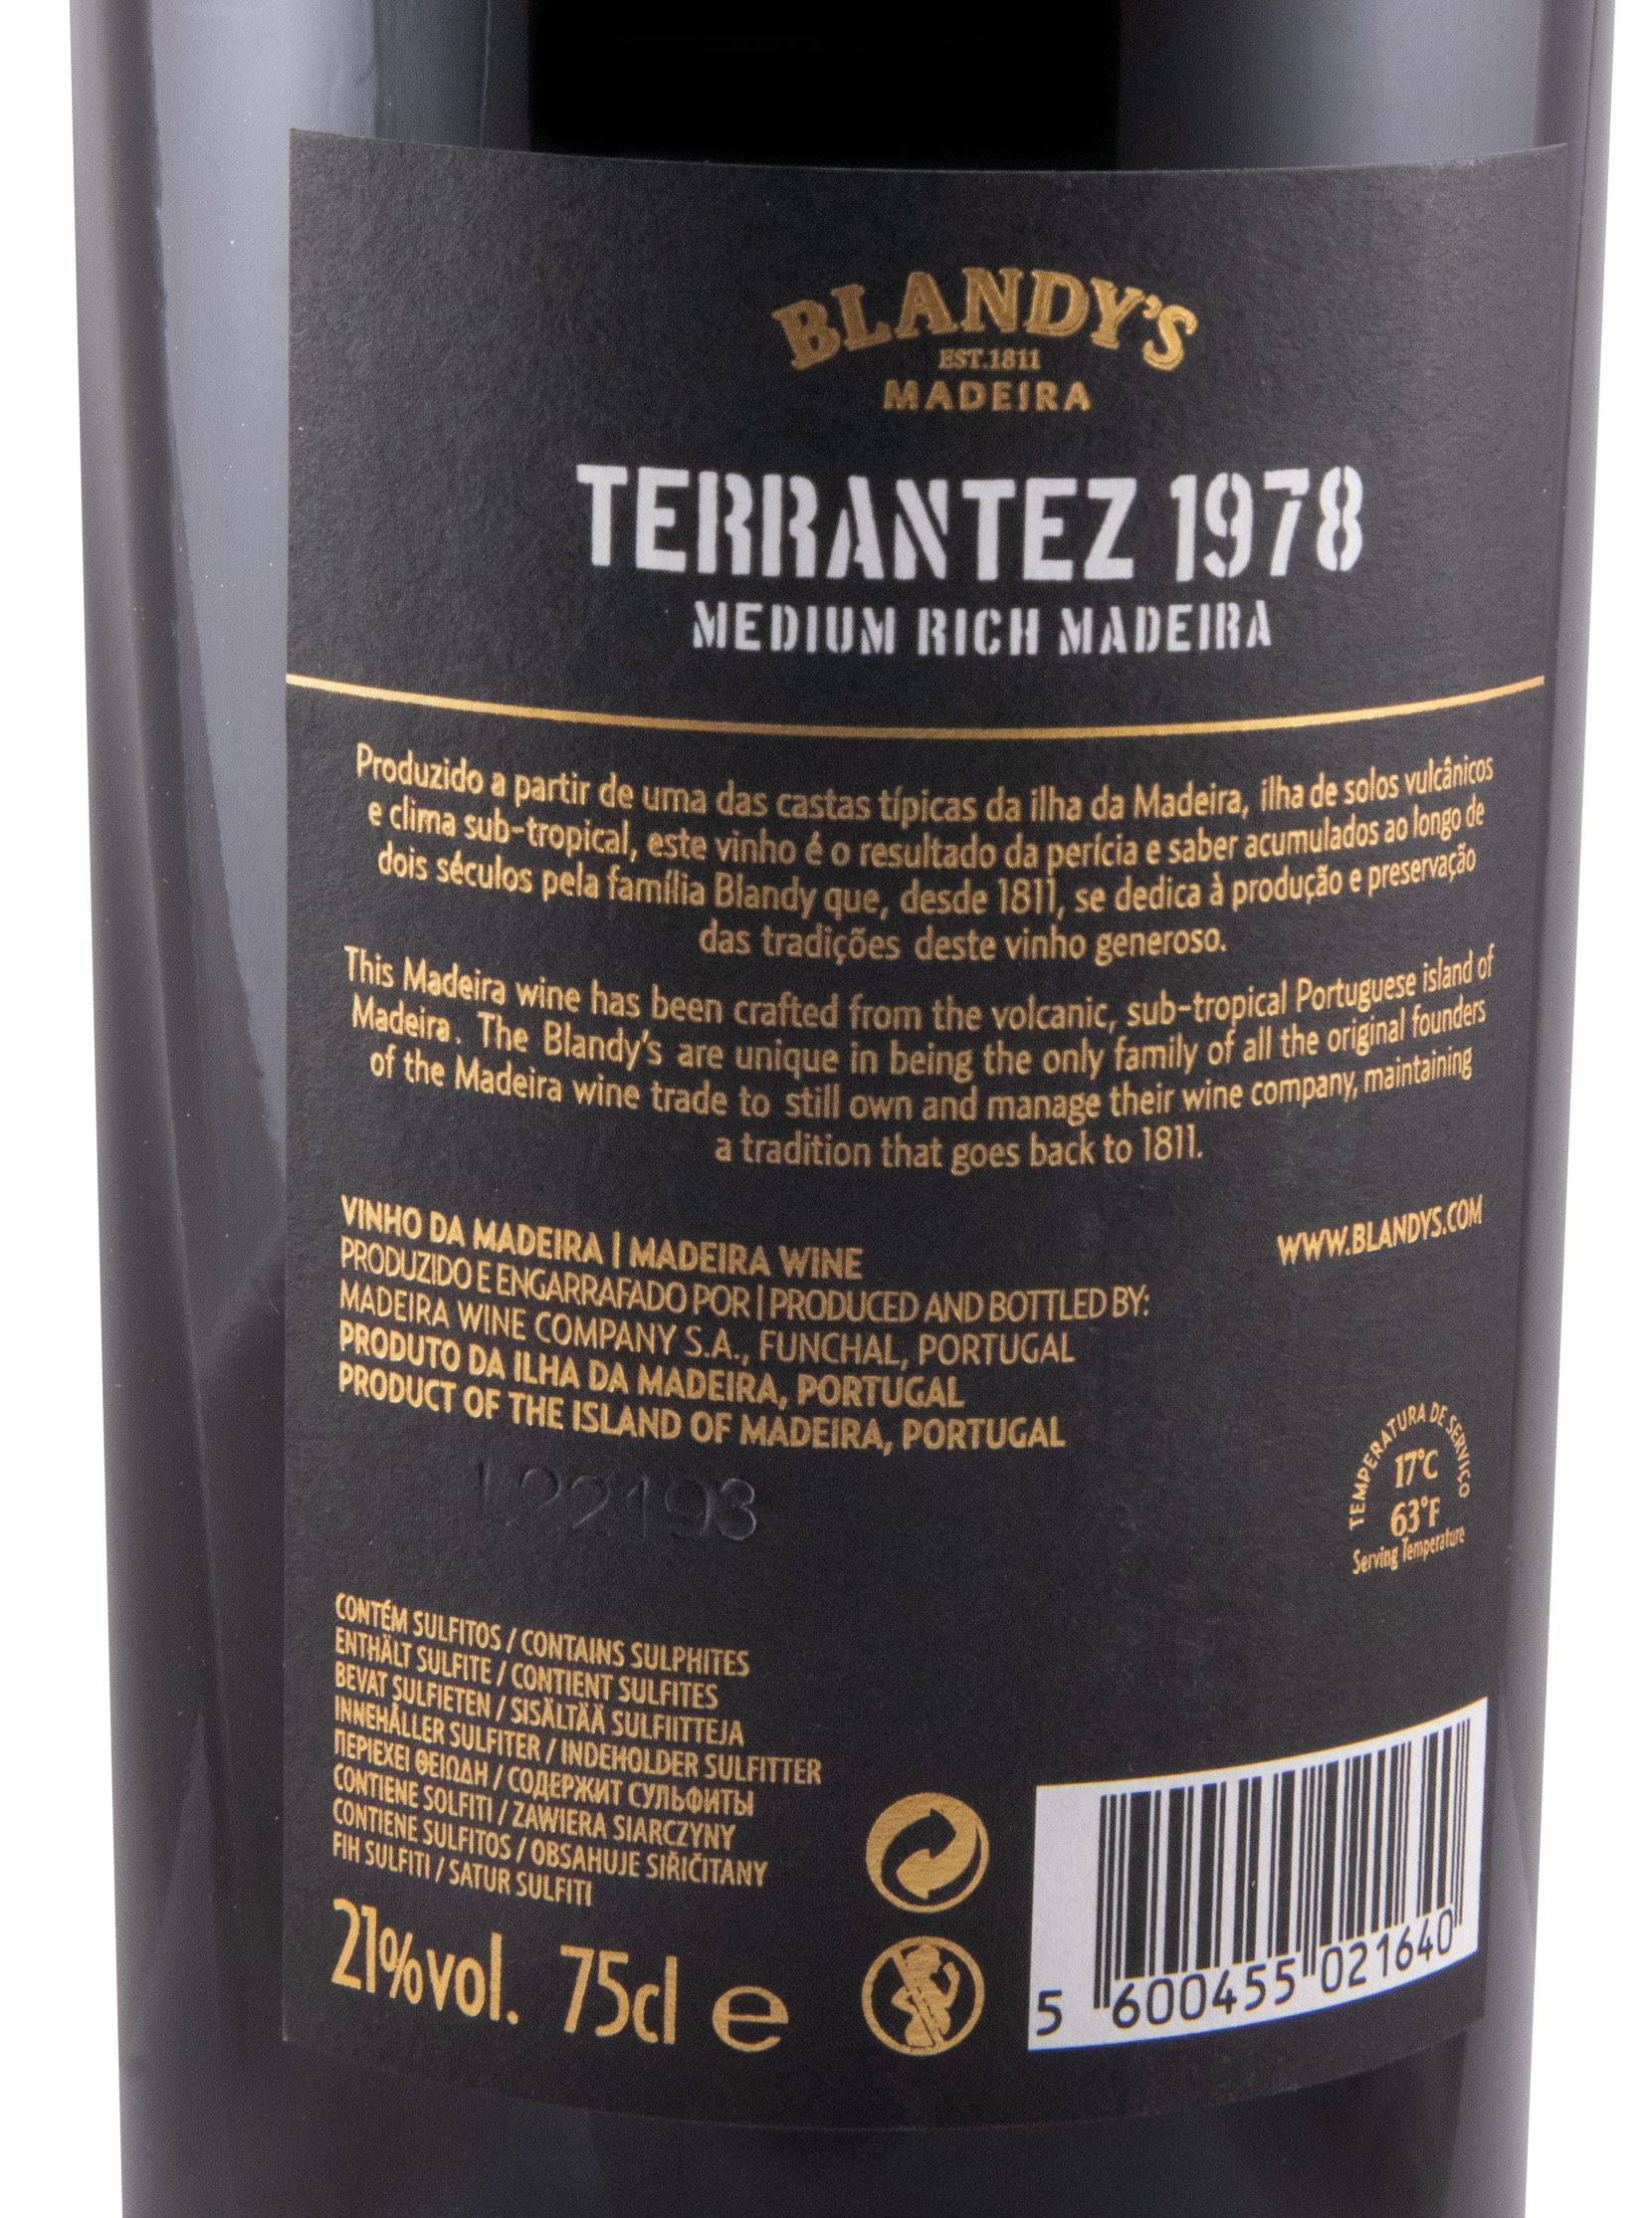 BLANDY'S
EST.1811
MADEIRA
TERRANTEZ 1978
MEDIUM RICH MADEIRA
Produzido a partir de uma das castas típicas da ilha da Madeira, ilha de solos vulcânicos
e clima sub-tropical, este vinho é o resultado da perícia e saber acumulados ao longo de
dois séculos pela família Blandy que, desde 1811, se dedica à produção e preservação
das tradições deste vinho generoso.
This Madeira wine has been crafted from the volcanic, sub-tropical Portuguese island of
Madeira. The Blandy's are unique in being the only family of all the original founders
of the Madeira wine trade to still own and manage their wine company, maintaining
a tradition that goes back to 1811.
VINHO DA MADEIRA | MADEIRA WINE
PRODUZIDO E ENGARRAFADO POR | PRODUCED AND BOTTLED BY:
MADEIRA WINE COMPANY S.A., FUNCHAL, PORTUGAL
PRODUTO DA ILHA DA MADEIRA, PORTUGAL
PRODUCT OF THE ISLAND OF MADEIRA, PORTUGAL
WWW.BLANDYS.COM
L22193
TEMPERATURA DE SERVIÇO
17°C
63°F
Serving Temperature
CONTÉM SULFITOS / CONTAINS SULPHITES
ENTHÄLT SULFITE / CONTIENT SULFITES
BEVAT SULFIETEN / SISÄLTÄÄ SULFIITTEJA
INNEHÅLLER SULFITER / INDEHOLDER SULFITTER
ΠΕΡΙΕΧΕΙ ΘΕΙΩΔΗ / СОДЕРЖИТ СУЛЬФИТЫ
CONTIENE SOLFITI / ZAWIERA SIARCZYNY
CONTIENE SULFITOS / OBSAHUJE SIŘIČITANY
FIH SULFITI / SATUR SULFITI
21%vol. 75cl e
5 600455 021640